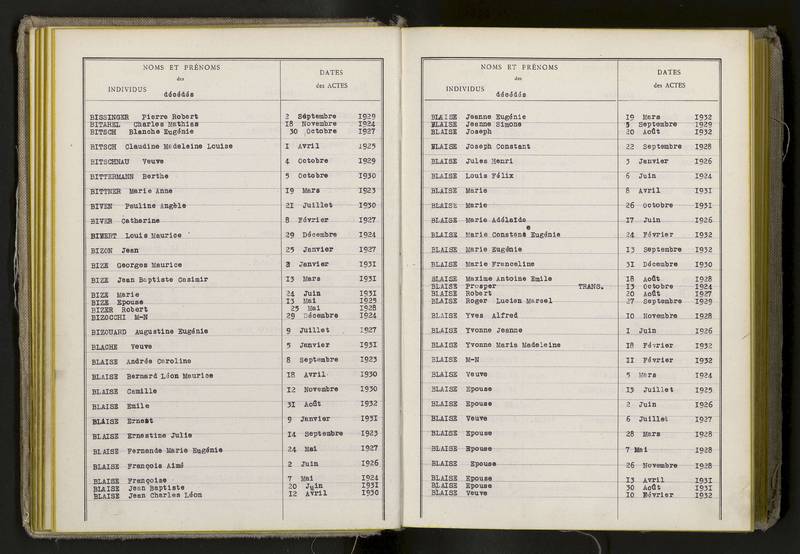 NOMS ET PRÉNOMS
des
INDIVIDUS décédés
DATES
des ACTES
BISSINGER Pierre Robert 2 Séptembre 1929
BITAREL Charles Mathias 18 Novembre 1924
BITSCH Blanche Eugénie 30 Octobre 1927
BITSCH Claudine Madeleine Louise I Avril 1925
BITSCHNAU Veuve 4 Octobre 1929
BITTERMANN Berthe 5 Octobre 1930
BITTNER Marie Anne 19 Mars 1923
BIVEN Pauline Angèle 21 Juillet 1930
BIVER Catherine 8 Février 1927
Louis Maurice 29 Décembre 1924
BIZON Jean 25 Janvier 1927
BIZE Georges Maurice 2 Janvier 1931
BIZE Jean Baptiste Casimir 13 Mars 1931
BIZE Marie 24 Juin 1931
BIZE Epouse 13 Mai 1925
BIZER Robert 23 Mai 1928
BIZOCCHI M-N 29 Décembre 1924
BIZOUARD Augustine Eugénie 9 Juillet 1927
BLACHE Veuve 5 Janvier 1931
BLAISE Andrée Caroline 8 Septembre 1923
BLAISE Bernard Léon Maurice 18 Avril 1930
BLAISE Camille 12 Novembre 1930
BLAISE Emile 31 Août 1932
BLAISE Ernest 9 Janvier 1931
BLAISE Ernestine Julie 14 Septembre 1923
BLAISE Fernande Marie Eugénie 24 Mai 1927
BLAISE François Aimé 2 Juin 1926
BLAISE Françoise 7 Mai 1924
BLAISE Jean Baptiste 20 Juin 1931
BLAISE Jean Charles Léon 12 Avril 1930
NOMS ET PRÉNOMS
des
INDIVIDUS décédés
DATES
des ACTES
BLAISE Jeanne Eugénie 19 Mars 1932
BLAISE Jeanne Simone 5 Septembre 1929
BLAISE Joseph 20 Août 1932
BLAISE Joseph Constant 22 Septembre 1928
BLAISE Jules Henri 3 Janvier 1926
BLAISE Louis Félix 6 Juin 1924
BLAISE Marie 8 Avril 1931
BLAISE Marie 26 Octobre 1931
BLAISE Marie Adélaïde 17 Juin 1926
BLAISE Marie Eugénie 24 Février 1932
BLAISE Marie Eugénie 13 Septembre 1932
BLAISE Marie Franceline 31 Décembre 1930
BLAISE Maxime Antoine Emile 18 Août 1928
BLAISE Prosper TRANS. 13 Octobre 1924
BLAISE Robert 20 Août 1927
BLAISE Roger Lucien Marcel 27 Septembre 1929
BLAISE Yves Alfred 10 Novembre 1928
BLAISE Yvonne Jeanne I Juin 1926
BLAISE Yvonne Marie Madeleine 18 Février 1932
BLAISE M-N II Février 1932
BLAISE Veuve 5 Mars 1924
BLAISE Epouse 13 Juillet 1925
BLAISE Epouse 2 Juin 1926
BLAISE Veuve 6 Juillet 1927
BLAISE Epouse 28 Mars 1928
BLAISE Epouse 7 Mai 1928
BLAISE Epouse 26 Novembre 1928
BLAISE Epouse 13 Avril 1931
BLAISE Epouse 30 Août 1931
BLAISE Veuve 10 Février 1932